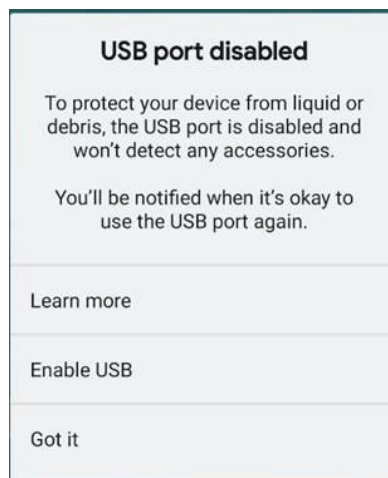 USB port disabled
To protect your device from liquid or
debris, the USB port is disabled and
won’t detect any accessories.
You’ll be notified when it’s okay to
use the USB port again.
Learn more
Enable USB
Got it